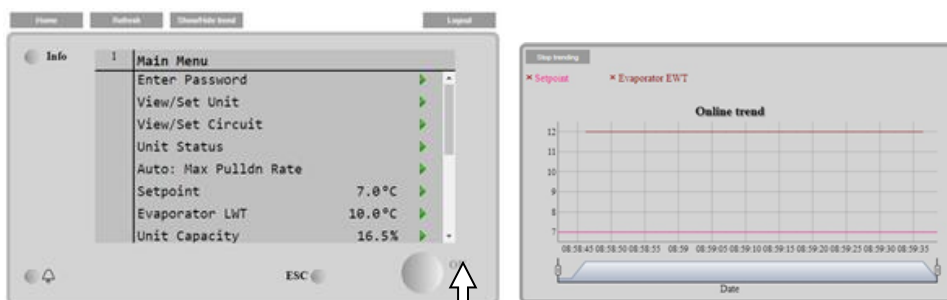 Home Refresh Show/Hide trend Logout
Info
1 Main Menu
Enter Password
View/Set Unit
View/Set Circuit
Unit Status
Auto: Max Pulldn Rate
Setpoint 7.0°C
Evaporator LWT 10.0°C
Unit Capacity 16.5%
ESC
Stop trending
× Setpoint × Evaporator EWT
Online trend
12
11
10
9
8
7
08:58:45 08:58:50 08:58:55 08:59 08:59:05 08:59:10 08:59:15 08:59:20 08:59:25 08:59:30 08:59:35
Date